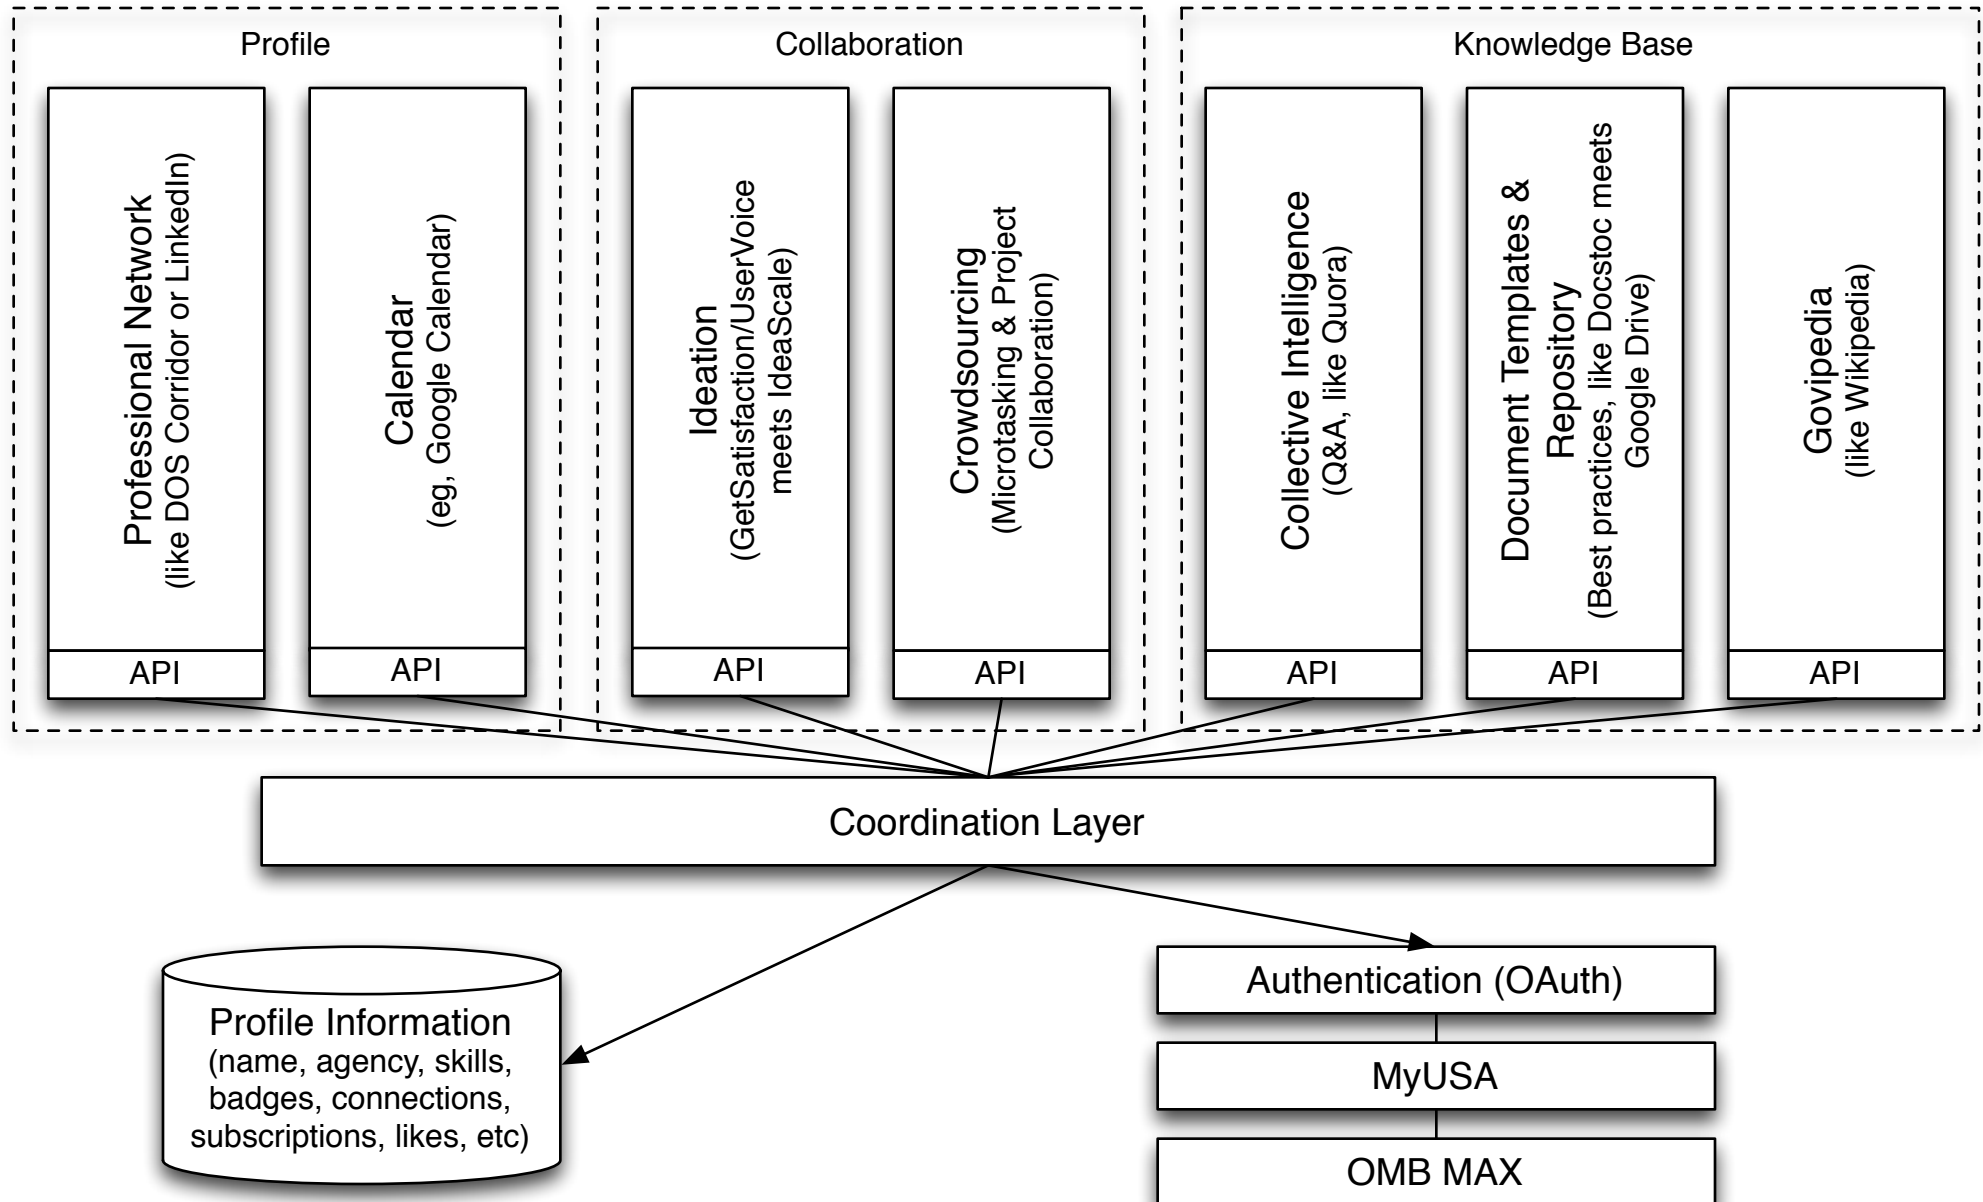 Profile
Professional Network
(like DOS Corridor or LinkedIn)
API
Calendar
(eg, Google Calendar)
API
Collaboration
Ideation
(GetSatisfaction/UserVoice
meets IdeaScale)
API
Crowdsourcing
(Microtasking & Project
Collaboration)
API
Knowledge Base
Collective Intelligence
(Q&A, like Quora)
API
Document Templates &
Repository
(Best practices, like Docstoc meets
Google Drive)
API
Govipedia
(like Wikipedia)
API
Coordination Layer
Profile Information
(name, agency, skills,
badges, connections,
subscriptions, likes, etc)
Authentication (OAuth)
MyUSA
OMB MAX